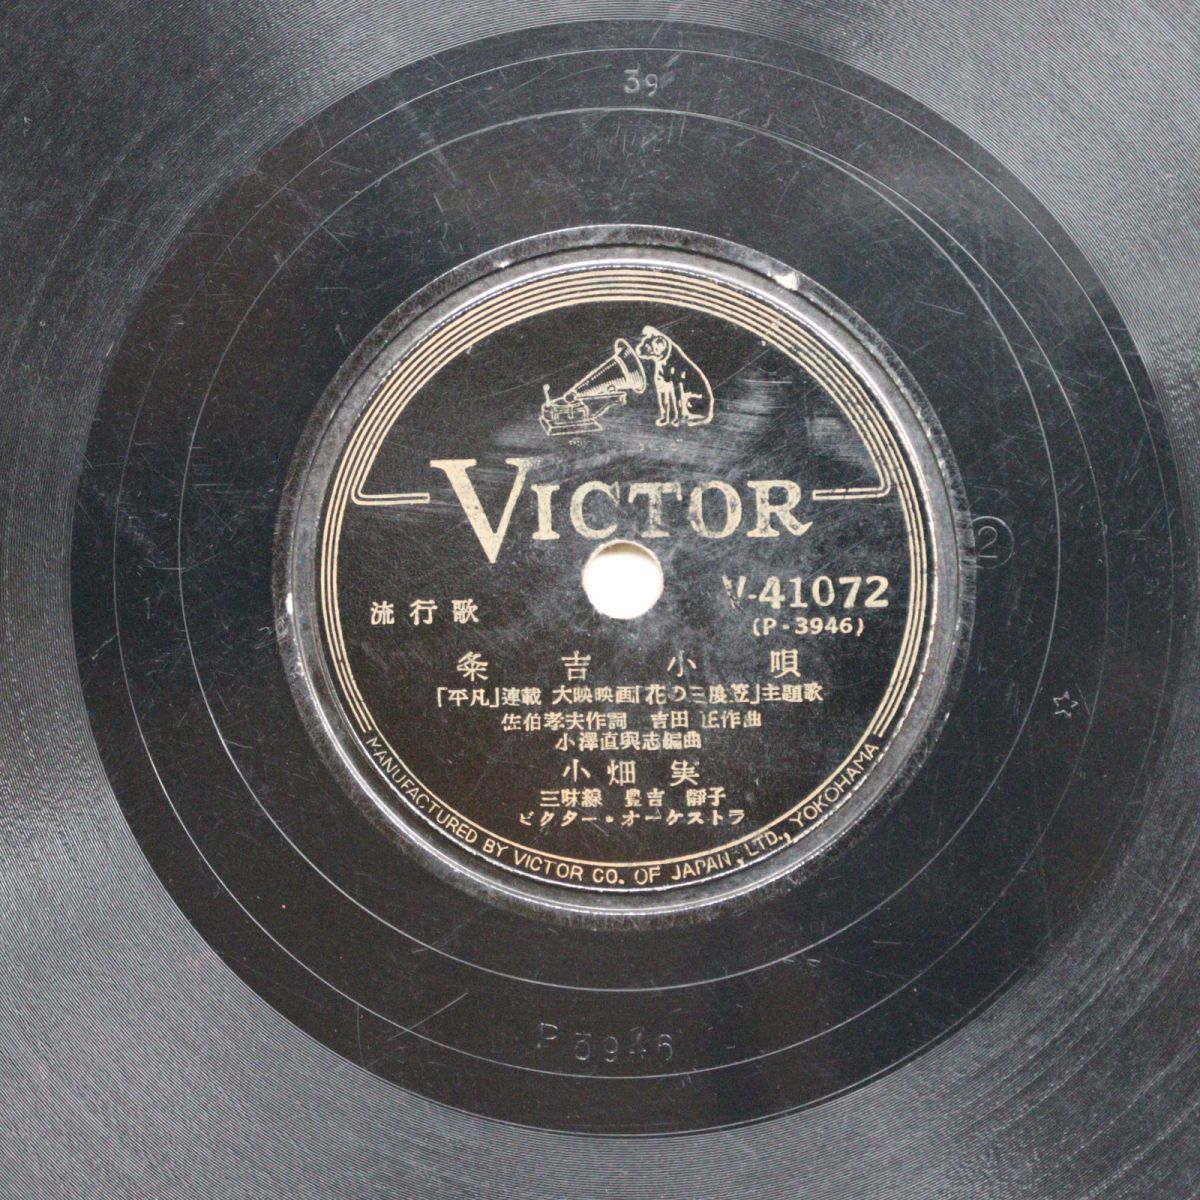 39
VICTOR
V-41072
(P-3946)
流行歌
2
粂吉小唄
「平凡」連載 大映映画「花の三度笠」主題歌
佐伯孝夫作詞 吉田 正作曲
小澤直與志編曲
小畑 実
三味線 豊吉 靜子
ビクター・オーケストラ
MANUFACTURED BY VICTOR CO. OF JAPAN, LTD., YOKOHAMA
P 3946